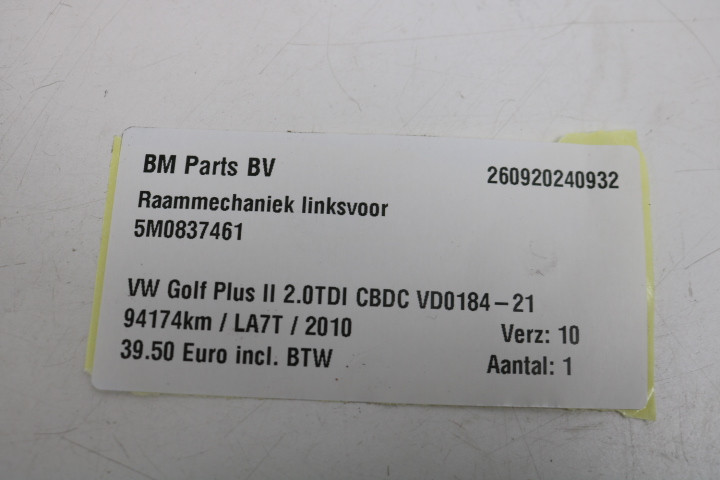 BM Parts BV 260920240932
Raammechaniek linksvoor
5M0837461
VW Golf Plus II 2.0TDI CBDC VD0184-21
94174km / LA7T / 2010 Verz: 10
39.50 Euro incl. BTW Aantal: 1